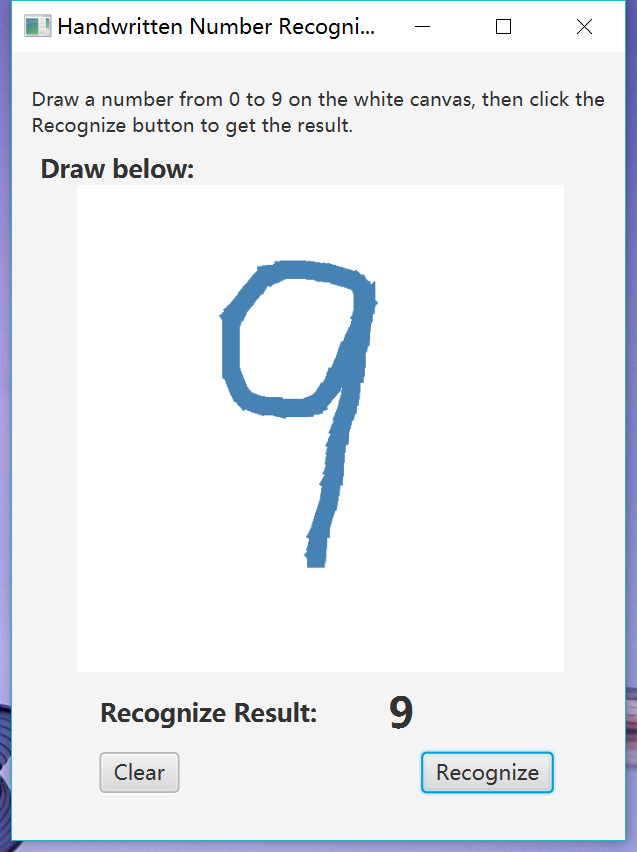 Handwritten Number Recogni...
Draw a number from 0 to 9 on the white canvas, then click the
Recognize button to get the result.
Draw below:
9
Recognize Result: 9
Clear Recognize